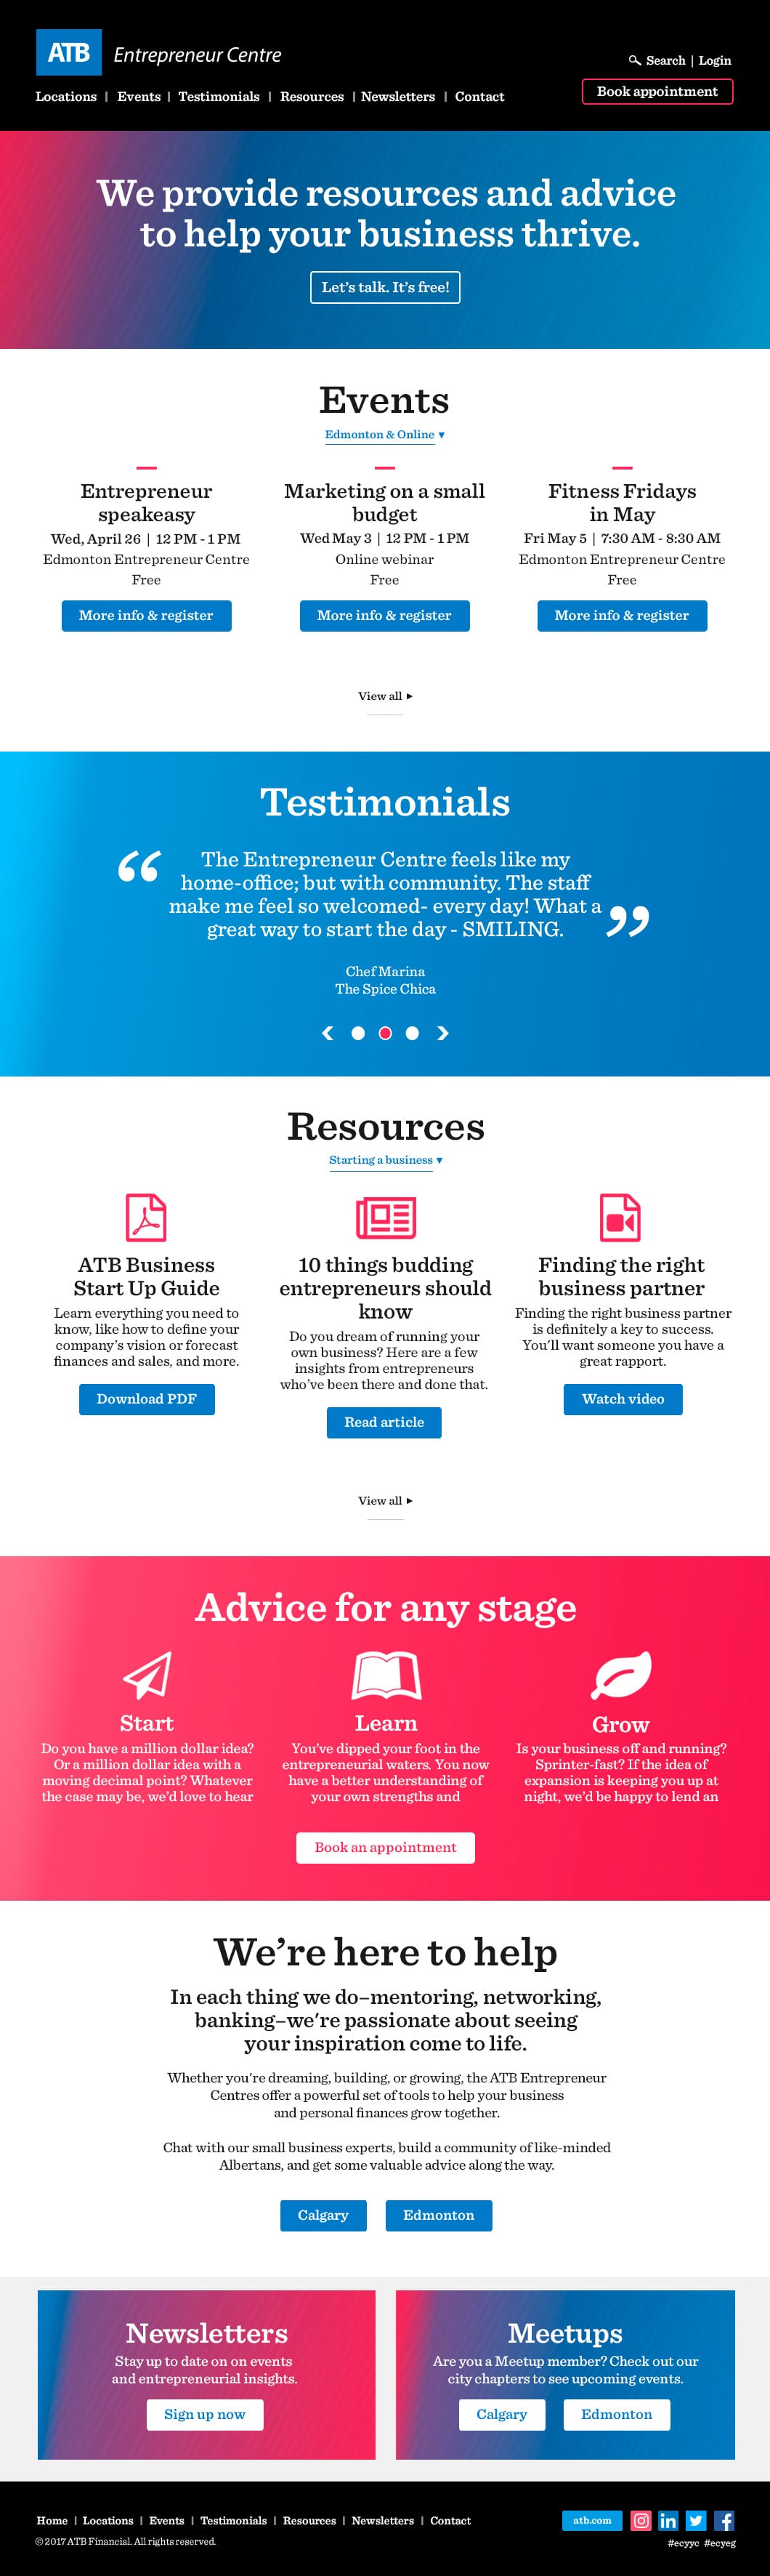 ATB Entrepreneur Centre
Search | Login
Locations | Events | Testimonials | Resources | Newsletters | Contact
Book appointment
We provide resources and advice
to help your business thrive.
Let's talk. It's free!
Events
Edmonton & Online ▼
Entrepreneur
speakeasy
Wed, April 26 | 12 PM - 1 PM
Edmonton Entrepreneur Centre
Free
More info & register
Marketing on a small
budget
Wed May 3 | 12 PM - 1 PM
Online webinar
Free
More info & register
Fitness Fridays
in May
Fri May 5 | 7:30 AM - 8:30 AM
Edmonton Entrepreneur Centre
Free
More info & register
View all ▶
Testimonials
“ The Entrepreneur Centre feels like my
home-office; but with community. The staff
make me feel so welcomed- every day! What a
great way to start the day - SMILING. ”
Chef Marina
The Spice Chica
Resources
Starting a business ▼
ATB Business
Start Up Guide
Learn everything you need to
know, like how to define your
company's vision or forecast
finances and sales, and more.
Download PDF
10 things budding
entrepreneurs should
know
Do you dream of running your
own business? Here are a few
insights from entrepreneurs
who've been there and done that.
Read article
Finding the right
business partner
Finding the right business partner
is definitely a key to success.
You'll want someone you have a
great rapport.
Watch video
View all ▶
Advice for any stage
Start
Do you have a million dollar idea?
Or a million dollar idea with a
moving decimal point? Whatever
the case may be, we'd love to hear
Learn
You've dipped your foot in the
entrepreneurial waters. You now
have a better understanding of
your own strengths and
Grow
Is your business off and running?
Sprinter-fast? If the idea of
expansion is keeping you up at
night, we'd be happy to lend an
Book an appointment
We're here to help
In each thing we do–mentoring, networking,
banking–we're passionate about seeing
your inspiration come to life.
Whether you're dreaming, building, or growing, the ATB Entrepreneur
Centres offer a powerful set of tools to help your business
and personal finances grow together.
Chat with our small business experts, build a community of like-minded
Albertans, and get some valuable advice along the way.
Calgary
Edmonton
Newsletters
Stay up to date on on events
and entrepreneurial insights.
Sign up now
Meetups
Are you a Meetup member? Check out our
city chapters to see upcoming events.
Calgary
Edmonton
Home | Locations | Events | Testimonials | Resources | Newsletters | Contact
© 2017 ATB Financial. All rights reserved.
atb.com
#ecyyc #ecyeg